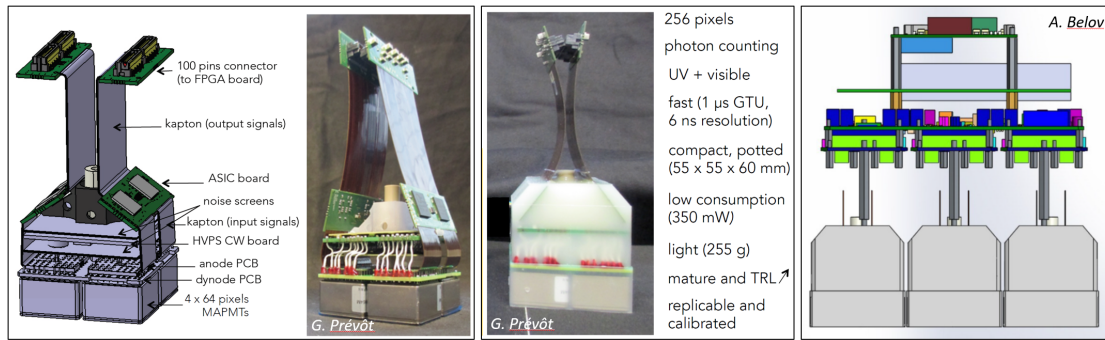 100 pins connector
(to FPGA board)
kapton (output signals)
ASIC board
noise screens
kapton (input signals)
HVPS CW board
anode PCB
dynode PCB
4 x 64 pixels
MAPMTs
G. Prévôt
G. Prévôt
256 pixels
photon counting
UV + visible
fast (1 µs GTU,
6 ns resolution)
compact, potted
(55 x 55 x 60 mm)
low consumption
(350 mW)
light (255 g)
mature and TRL↗
replicable and
calibrated
A. Belov